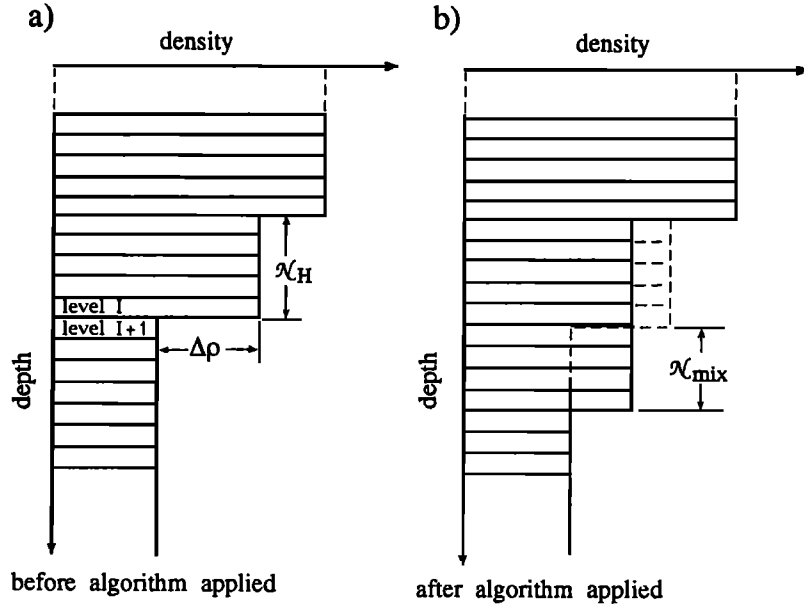 a)
density
𝒩H
level I
level I+1
Δρ
depth
before algorithm applied
b)
density
𝒩mix
depth
after algorithm applied